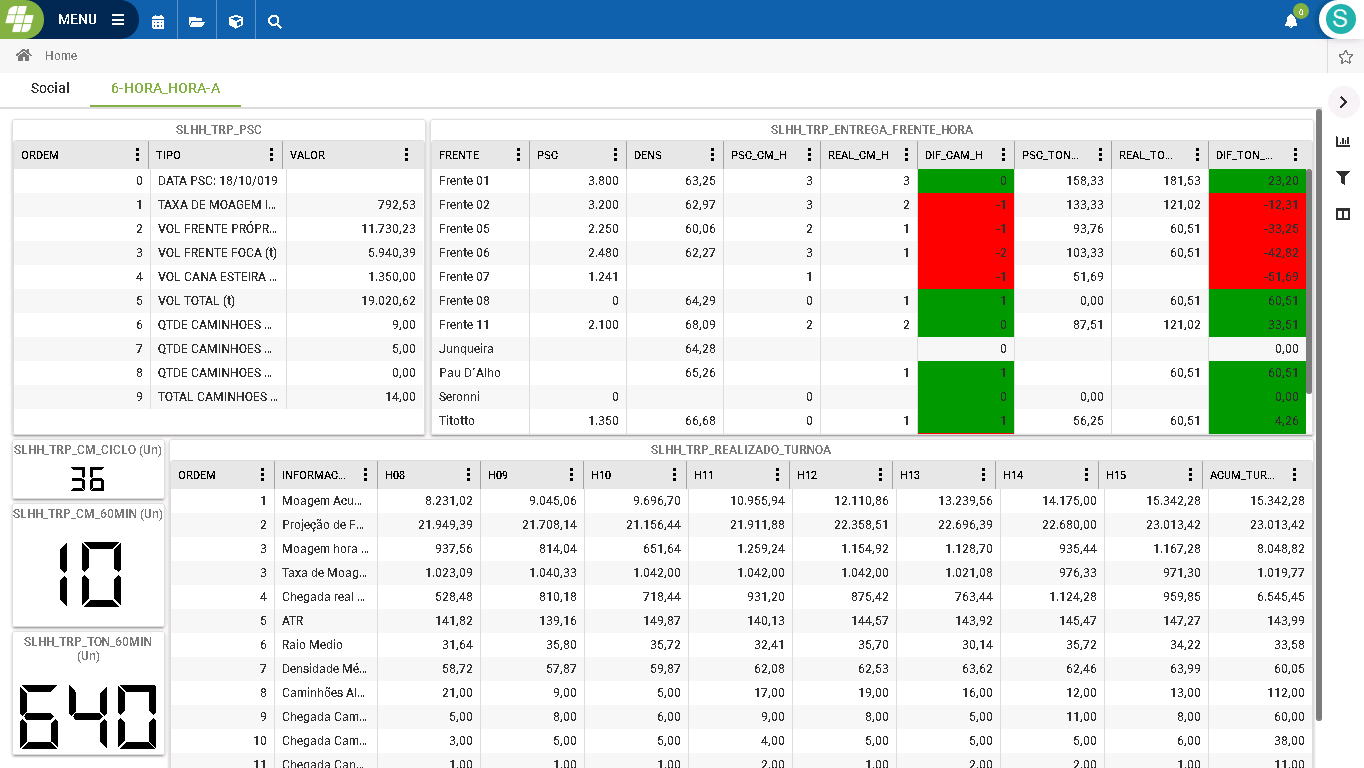 MENU
0
S
Home
Social 6-HORA_HORA-A
SLHH_TRP_PSC
ORDEM TIPO VALOR
0 DATA PSC: 18/10/019
1 TAXA DE MOAGEM I... 792,53
2 VOL FRENTE PRÓPR... 11.730,23
3 VOL FRENTE FOCA (t) 5.940,39
4 VOL CANA ESTEIRA ... 1.350,00
5 VOL TOTAL (t) 19.020,62
6 QTDE CAMINHOES ... 9,00
7 QTDE CAMINHOES ... 5,00
8 QTDE CAMINHOES ... 0,00
9 TOTAL CAMINHOES ... 14,00
SLHH_TRP_ENTREGA_FRENTE_HORA
FRENTE PSC DENS PSC_CM_H REAL_CM_H DIF_CAM_H PSC_TON... REAL_TO... DIF_TON_...
Frente 01 3.800 63,25 3 3 0 158,33 181,53 23,20
Frente 02 3.200 62,97 3 2 -1 133,33 121,02 -12,31
Frente 05 2.250 60,06 2 1 -1 93,76 60,51 -33,25
Frente 06 2.480 62,27 3 1 -2 103,33 60,51 -42,82
Frente 07 1.241 1 -1 51,69 -51,69
Frente 08 0 64,29 0 1 1 0,00 60,51 60,51
Frente 11 2.100 68,09 2 2 0 87,51 121,02 33,51
Junqueira 64,28 0 0,00
Pau D´Alho 65,26 1 1 60,51 60,51
Seronni 0 0 0 0,00 0,00
Titotto 1.350 66,68 0 1 1 56,25 60,51 4,26
SLHH_TRP_CM_CICLO (Un)
36
SLHH_TRP_CM_60MIN (Un)
10
SLHH_TRP_TON_60MIN
(Un)
640
SLHH_TRP_REALIZADO_TURNOA
ORDEM INFORMAC... H08 H09 H10 H11 H12 H13 H14 H15 ACUM_TUR...
1 Moagem Acu... 8.231,02 9.045,06 9.696,70 10.955,94 12.110,86 13.239,56 14.175,00 15.342,28 15.342,28
2 Projeção de F... 21.949,39 21.708,14 21.156,44 21.911,88 22.358,51 22.696,39 22.680,00 23.013,42 23.013,42
3 Moagem hora ... 937,56 814,04 651,64 1.259,24 1.154,92 1.128,70 935,44 1.167,28 8.048,82
3 Taxa de Moag... 1.023,09 1.040,33 1.042,00 1.042,00 1.042,00 1.021,08 976,33 971,30 1.019,77
4 Chegada real ... 528,48 810,18 718,44 931,20 875,42 763,44 1.124,28 959,85 6.545,45
5 ATR 141,82 139,16 149,87 140,13 144,57 143,92 145,47 147,27 143,99
6 Raio Medio 31,64 35,80 35,72 32,41 35,70 30,14 35,72 34,22 33,58
7 Densidade Mé... 58,72 57,87 59,87 62,08 62,53 63,62 62,46 63,99 60,05
8 Caminhões Al... 21,00 9,00 5,00 17,00 19,00 16,00 12,00 13,00 112,00
9 Chegada Cam... 5,00 8,00 6,00 9,00 8,00 5,00 11,00 8,00 60,00
10 Chegada Cam... 3,00 5,00 5,00 4,00 5,00 5,00 5,00 6,00 38,00
11 Chegada Can... 1,00 1,00 1,00 2,00 1,00 2,00 2,00 1,00 11,00